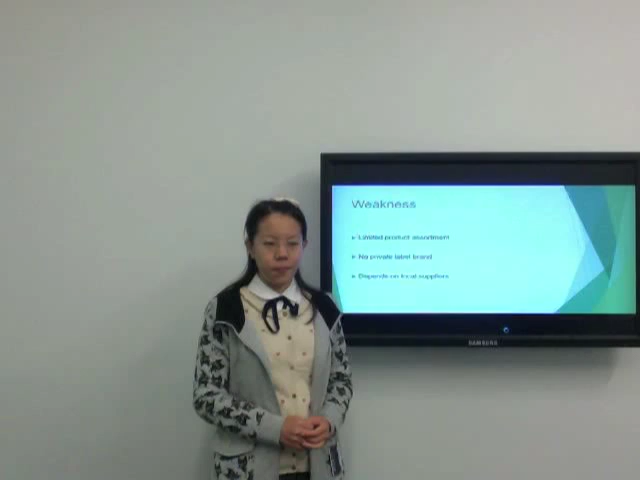 Weakness
Limited product assortment
No private label brand
Depends on local suppliers
SAMSUNG